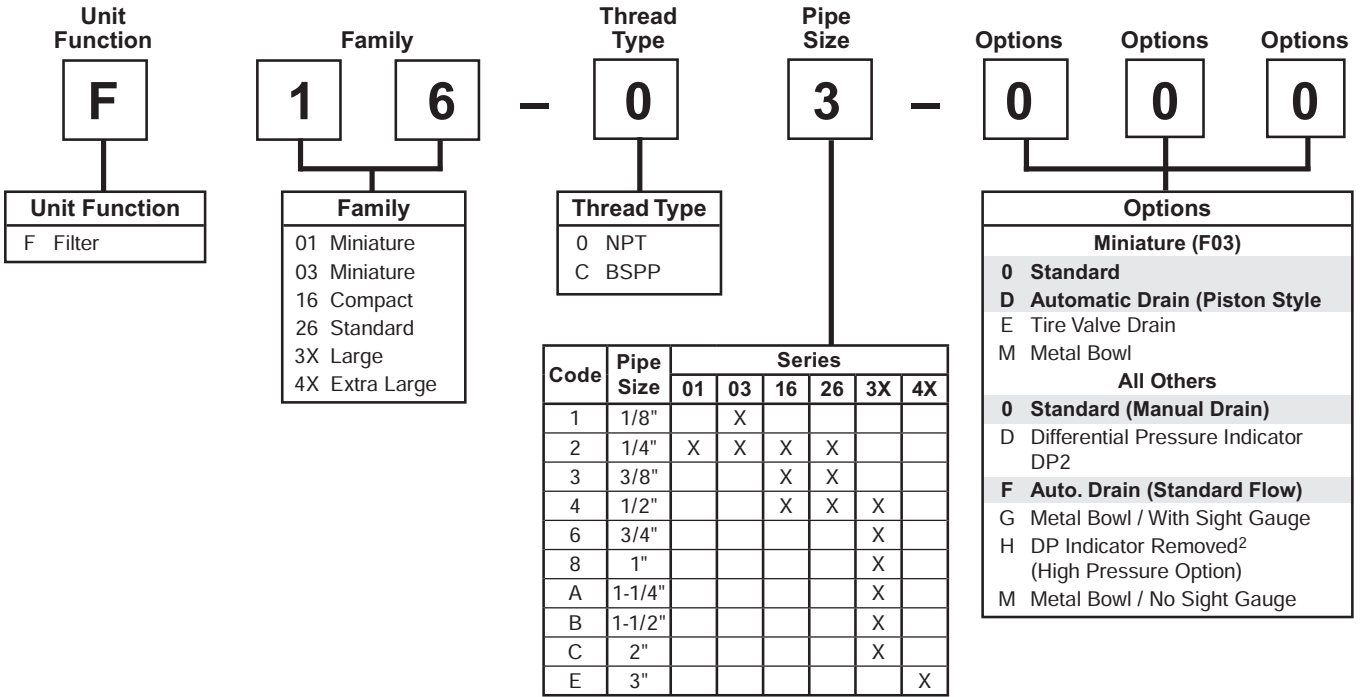 Unit Function
Family
Thread Type
Pipe Size
Options
Options
Options
F
1
6
–
0
3
–
0
0
0
Unit Function
F Filter
Family
01 Miniature
03 Miniature
16 Compact
26 Standard
3X Large
4X Extra Large
Thread Type
0 NPT
C BSPP
Code Pipe Size Series
01 03 16 26 3X 4X
1 1/8" X
2 1/4" X X X X
3 3/8" X X
4 1/2" X X X
6 3/4" X
8 1" X
A 1-1/4" X
B 1-1/2" X
C 2" X
E 3" X
Options
Miniature (F03)
0 Standard
D Automatic Drain (Piston Style
E Tire Valve Drain
M Metal Bowl
All Others
0 Standard (Manual Drain)
D Differential Pressure Indicator
DP2
F Auto. Drain (Standard Flow)
G Metal Bowl / With Sight Gauge
H DP Indicator Removed2
(High Pressure Option)
M Metal Bowl / No Sight Gauge